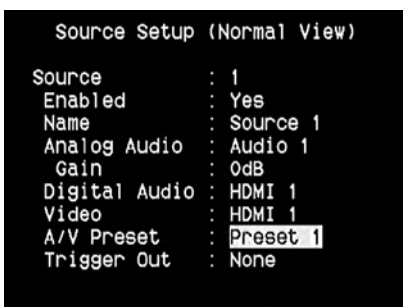 Source Setup (Normal View)
Source : 1
Enabled : Yes
Name : Source 1
Analog Audio : Audio 1
Gain : 0dB
Digital Audio : HDMI 1
Video : HDMI 1
A/V Preset : Preset 1
Trigger Out : None